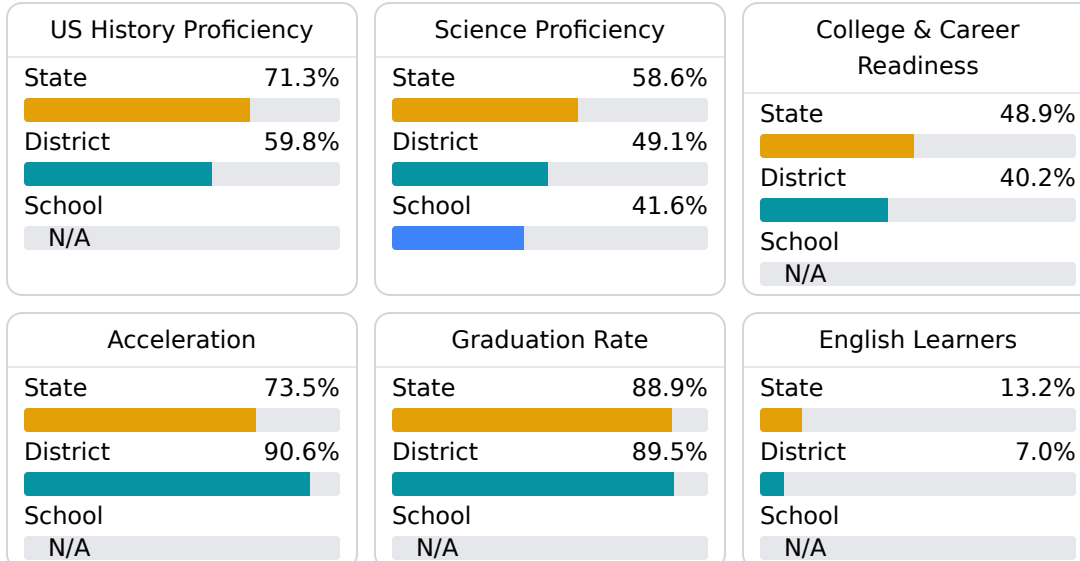 US History Proficiency
State 71.3%
District 59.8%
School
N/A
Science Proficiency
State 58.6%
District 49.1%
School 41.6%
College & Career
Readiness
State 48.9%
District 40.2%
School
N/A
Acceleration
State 73.5%
District 90.6%
School
N/A
Graduation Rate
State 88.9%
District 89.5%
School
N/A
English Learners
State 13.2%
District 7.0%
School
N/A